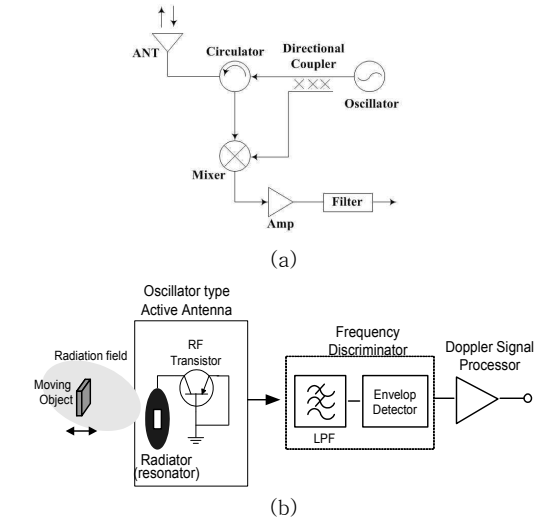 ANT
Circulator
Directional
Coupler
Oscillator
Mixer
Amp
Filter
(a)
Oscillator type
Active Antenna
Radiation field
Moving
Object
RF
Transistor
Radiator
(resonator)
Frequency
Discriminator
LPF
Envelop
Detector
Doppler Signal
Processor
(b)